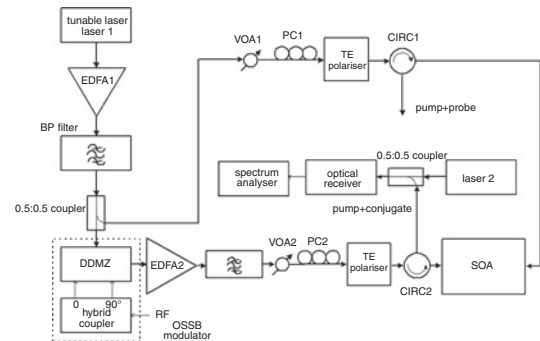 tunable laser
laser 1
EDFA1
BP filter
0.5:0.5 coupler
VOA1
PC1
TE
polariser
CIRC1
pump+probe
0.5:0.5 coupler
spectrum
analyser
optical
receiver
laser 2
pump+conjugate
DDMZ
EDFA2
VOA2
PC2
TE
polariser
CIRC2
SOA
0 90°
hybrid
coupler
RF
OSSB
modulator